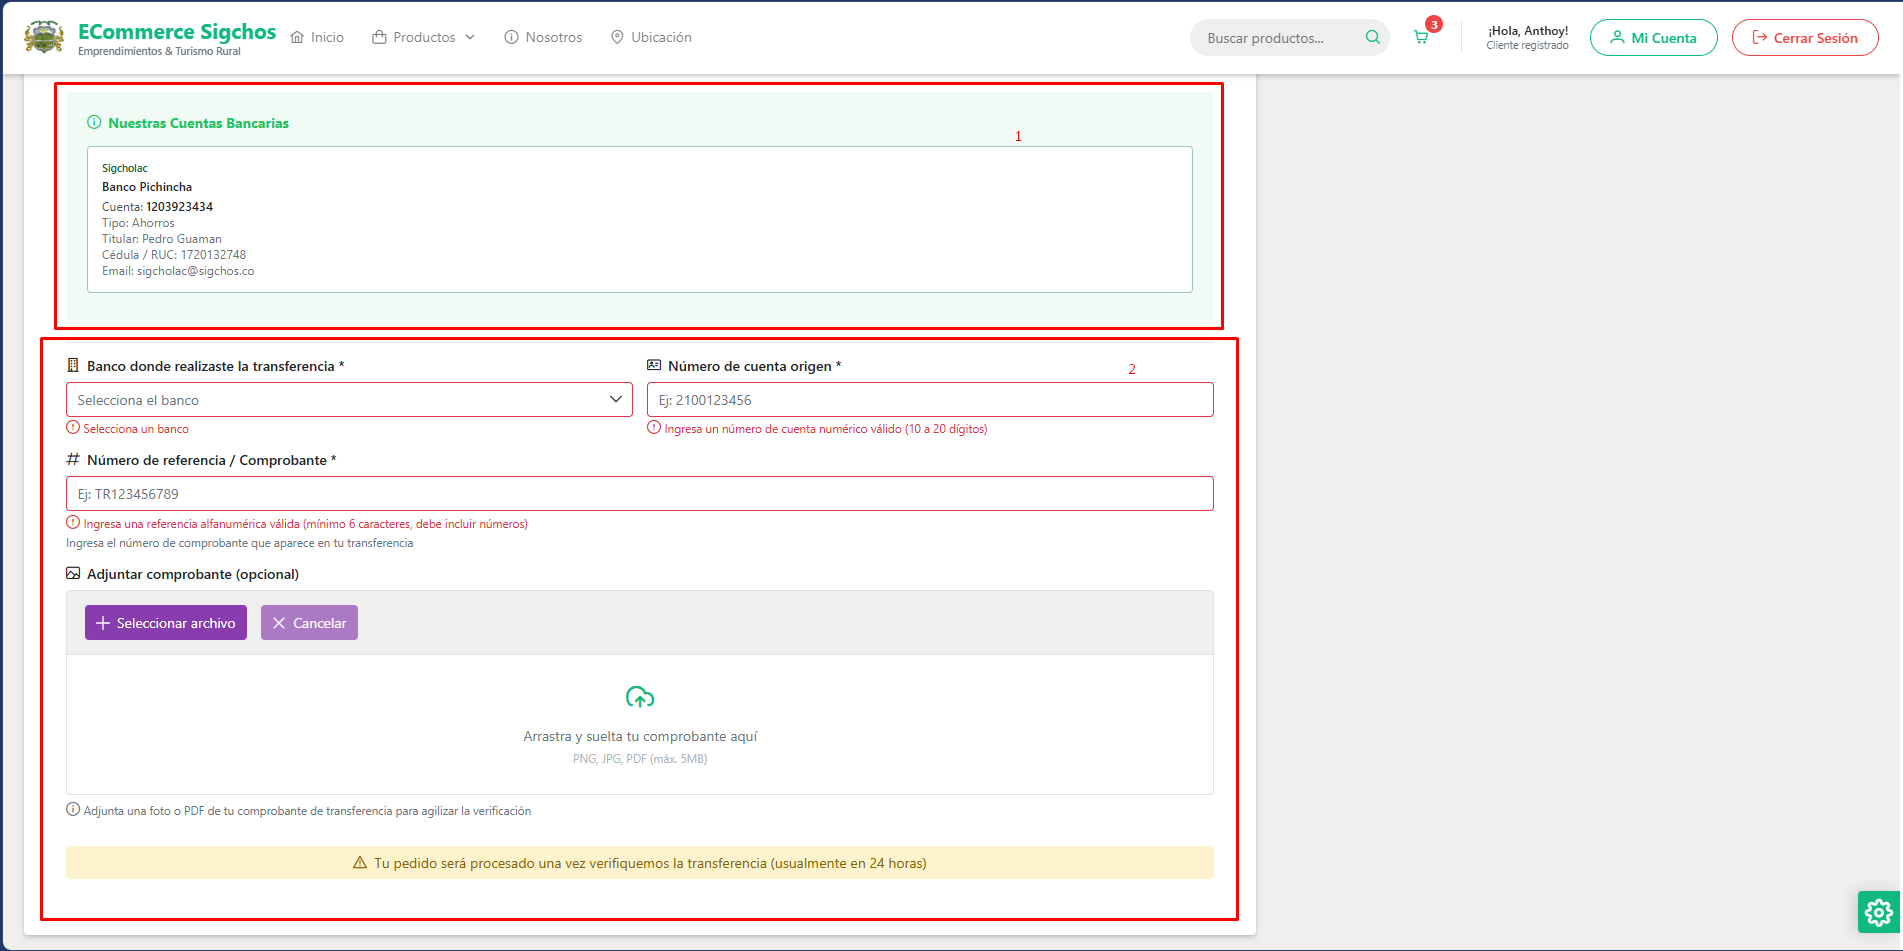 ECommerce Sigchos
Emprendimientos & Turismo Rural
Inicio
Productos
Nosotros
Ubicación
Buscar productos...
3
¡Hola, Anthoy!
Cliente registrado
Mi Cuenta
Cerrar Sesión
Nuestras Cuentas Bancarias
1
Sigcholac
Banco Pichincha
Cuenta: 1203923434
Tipo: Ahorros
Titular: Pedro Guaman
Cédula / RUC: 1720132748
Email: sigcholac@sigchos.co
Banco donde realizaste la transferencia *
Número de cuenta origen *
2
Selecciona el banco
Ej: 2100123456
Selecciona un banco
Ingresa un número de cuenta numérico válido (10 a 20 dígitos)
Número de referencia / Comprobante *
Ej: TR123456789
Ingresa una referencia alfanumérica válida (mínimo 6 caracteres, debe incluir números)
Ingresa el número de comprobante que aparece en tu transferencia
Adjuntar comprobante (opcional)
Seleccionar archivo
Cancelar
Arrastra y suelta tu comprobante aquí
PNG, JPG, PDF (máx. 5MB)
Adjunta una foto o PDF de tu comprobante de transferencia para agilizar la verificación
Tu pedido será procesado una vez verifiquemos la transferencia (usualmente en 24 horas)